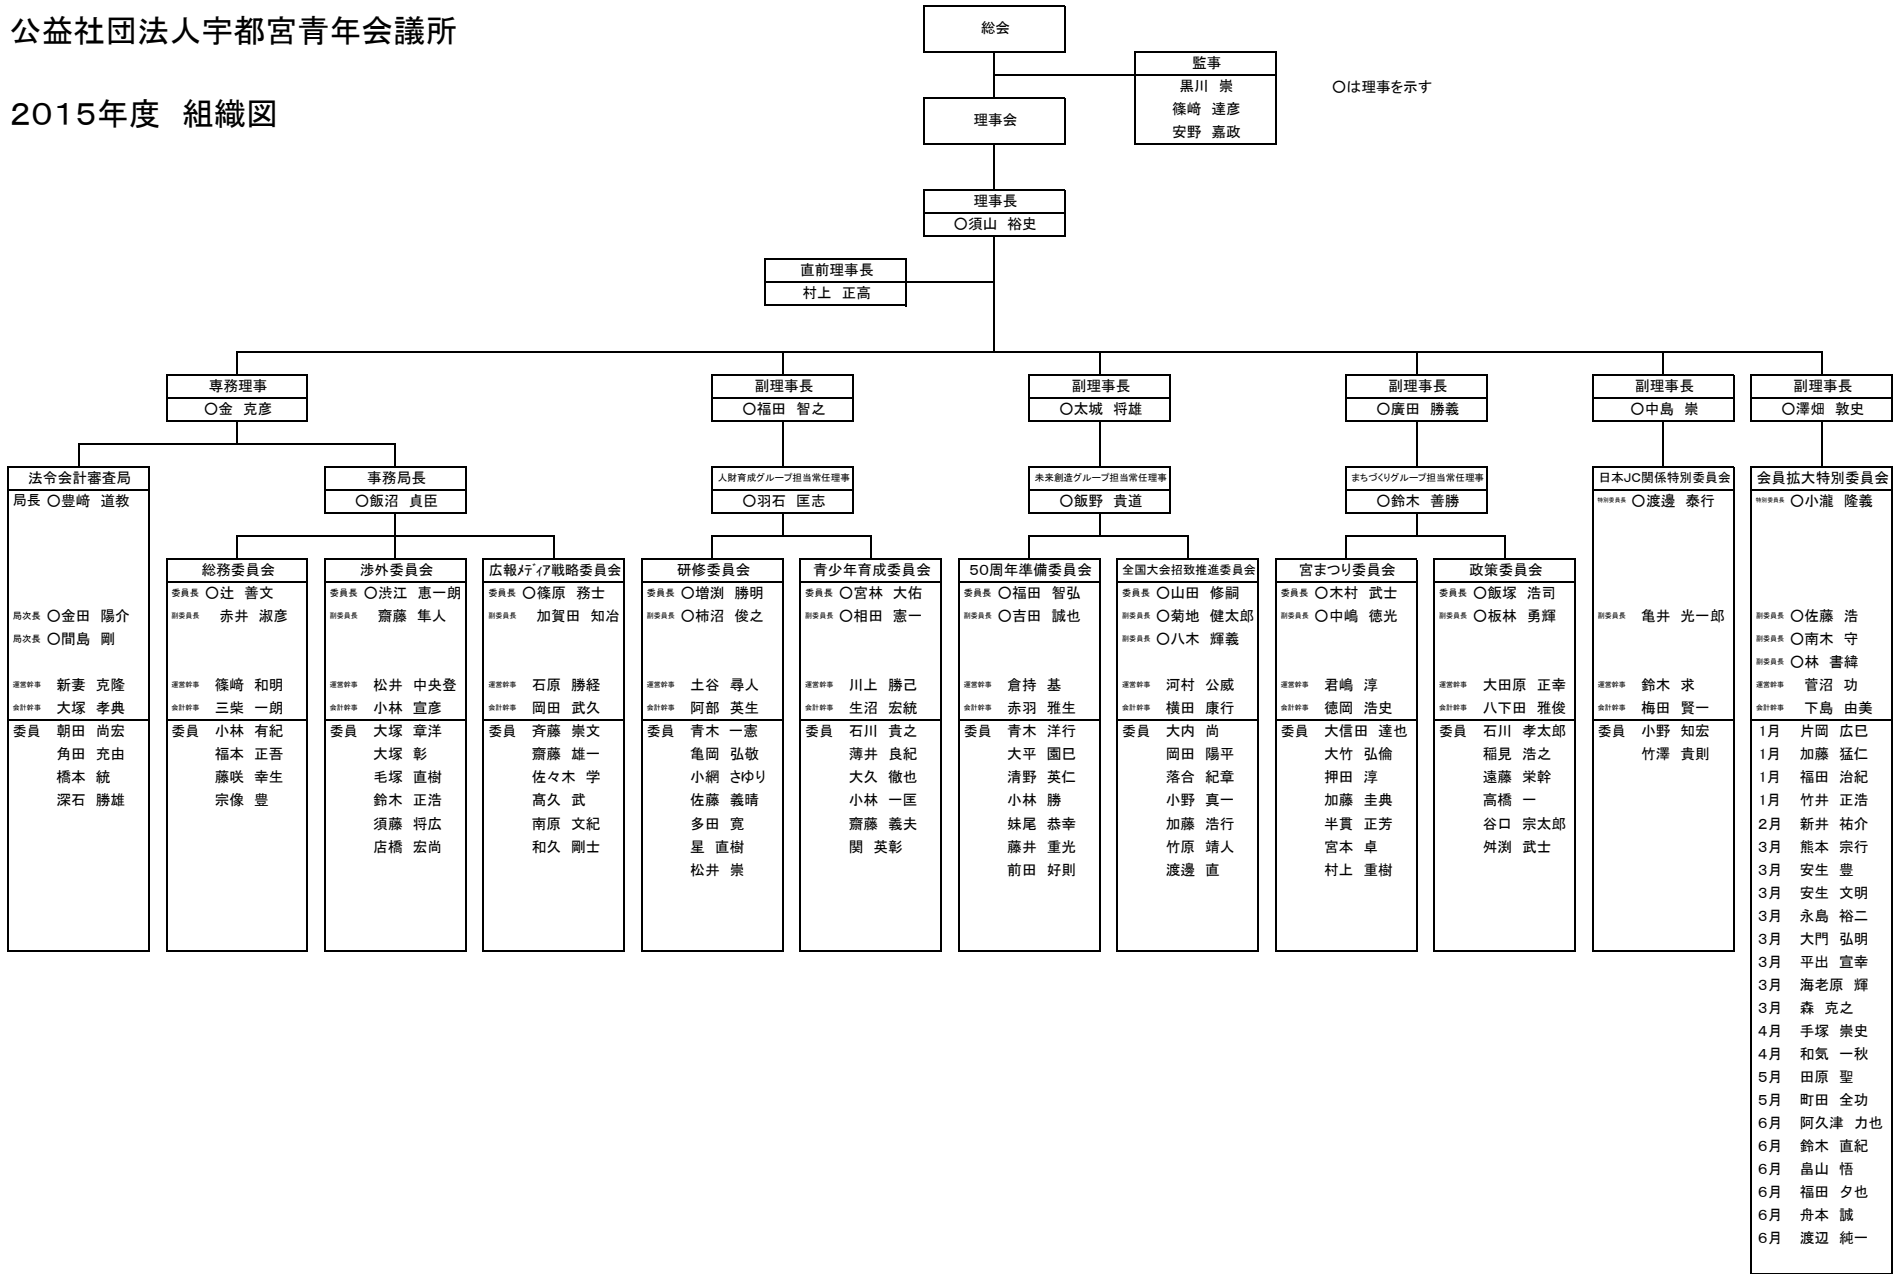 公益社団法人宇都宮青年会議所
2015年度　組織図
総会
監事
黒川　崇
篠崎　達彦
安野　嘉政
〇は理事を示す
理事会
理事長
〇須山　裕史
直前理事長
村上　正高
専務理事
〇金　克彦
副理事長
〇福田　智之
副理事長
〇太城　将雄
副理事長
〇廣田　勝義
副理事長
〇中島　崇
副理事長
〇澤畑　敦史
法令会計審査局
局長 〇豊﨑　道教
局次長 〇金田　陽介
局次長 〇間島　剛
運営幹事　新妻　克隆
会計幹事　大塚　孝典
委員　朝田　尚宏
角田　充由
橋本　統
深石　勝雄
事務局長
〇飯沼　貞臣
人財育成グループ担当常任理事
〇羽石　匡志
未来創造グループ担当常任理事
〇飯野　貴道
まちづくりグループ担当常任理事
〇鈴木　善勝
総務委員会
委員長 〇辻　善文
副委員長　赤井　淑彦
運営幹事　篠﨑　和明
会計幹事　三柴　一朗
委員　小林　有紀
福本　正吾
藤咲　幸生
宗像　豊
渉外委員会
委員長 〇渋江　恵一朗
副委員長　齋藤　隼人
運営幹事　松井　中央登
会計幹事　小林　宣彦
委員　大塚　章洋
大塚　彰
毛塚　直樹
鈴木　正浩
須藤　将広
店橋　宏尚
広報ﾒﾃﾞｨｱ戦略委員会
委員長 〇篠原　務士
副委員長　加賀田　知冶
運営幹事　石原　勝経
会計幹事　岡田　武久
委員　斉藤　崇文
齋藤　雄一
佐々木　学
髙久　武
南原　文紀
和久　剛士
研修委員会
委員長 〇増渕　勝明
副委員長 〇柿沼　俊之
運営幹事　土谷　尋人
会計幹事　阿部　英生
委員　青木　一憲
亀岡　弘敬
小網　さゆり
佐藤　義晴
多田　寛
星　直樹
松井　崇
青少年育成委員会
委員長 〇宮林　大佑
副委員長 〇相田　憲一
運営幹事　川上　勝己
会計幹事　生沼　宏統
委員　石川　貴之
薄井　良紀
大久　徹也
小林　一匡
齋藤　義夫
関　英彰
50周年準備委員会
委員長 〇福田　智弘
副委員長 〇吉田　誠也
運営幹事　倉持　基
会計幹事　赤羽　雅生
委員　青木　洋行
大平　園巳
清野　英仁
小林　勝
妹尾　恭幸
藤井　重光
前田　好則
全国大会招致推進委員会
委員長 〇山田　修嗣
副委員長 〇菊地　健太郎
副委員長 〇八木　輝義
運営幹事　河村　公威
会計幹事　横田　康行
委員　大内　尚
岡田　陽平
落合　紀章
小野　真一
加藤　浩行
竹原　靖人
渡邊　直
宮まつり委員会
委員長 〇木村　武士
副委員長 〇中嶋　徳光
運営幹事　君嶋　淳
会計幹事　徳岡　浩史
委員　大信田　達也
大竹　弘倫
押田　淳
加藤　圭典
半貫　正芳
宮本　卓
村上　重樹
政策委員会
委員長 〇飯塚　浩司
副委員長 〇板林　勇輝
運営幹事　大田原　正幸
会計幹事　八下田　雅俊
委員　石川　孝太郎
稲見　浩之
遠藤　栄幹
高橋　一
谷口　宗太郎
舛渕　武士
日本JC関係特別委員会
特別委員長 〇渡邊　泰行
副委員長　亀井　光一郎
運営幹事　鈴木　求
会計幹事　梅田　賢一
委員　小野　知宏
竹澤　貴則
会員拡大特別委員会
特別委員長 〇小瀧　隆義
副委員長 〇佐藤　浩
副委員長 〇南木　守
副委員長 〇林　書緯
運営幹事　菅沼　功
会計幹事　下島　由美
1月　片岡　広巳
1月　加藤　猛仁
1月　福田　治紀
1月　竹井　正浩
2月　新井　祐介
3月　熊本　宗行
3月　安生　豊
3月　安生　文明
3月　永島　裕二
3月　大門　弘明
3月　平出　宣幸
3月　海老原　輝
3月　森　克之
4月　手塚　崇史
4月　和気　一秋
5月　田原　聖
5月　町田　全功
6月　阿久津　力也
6月　鈴木　直紀
6月　畠山　悟
6月　福田　夕也
6月　舟本　誠
6月　渡辺　純一